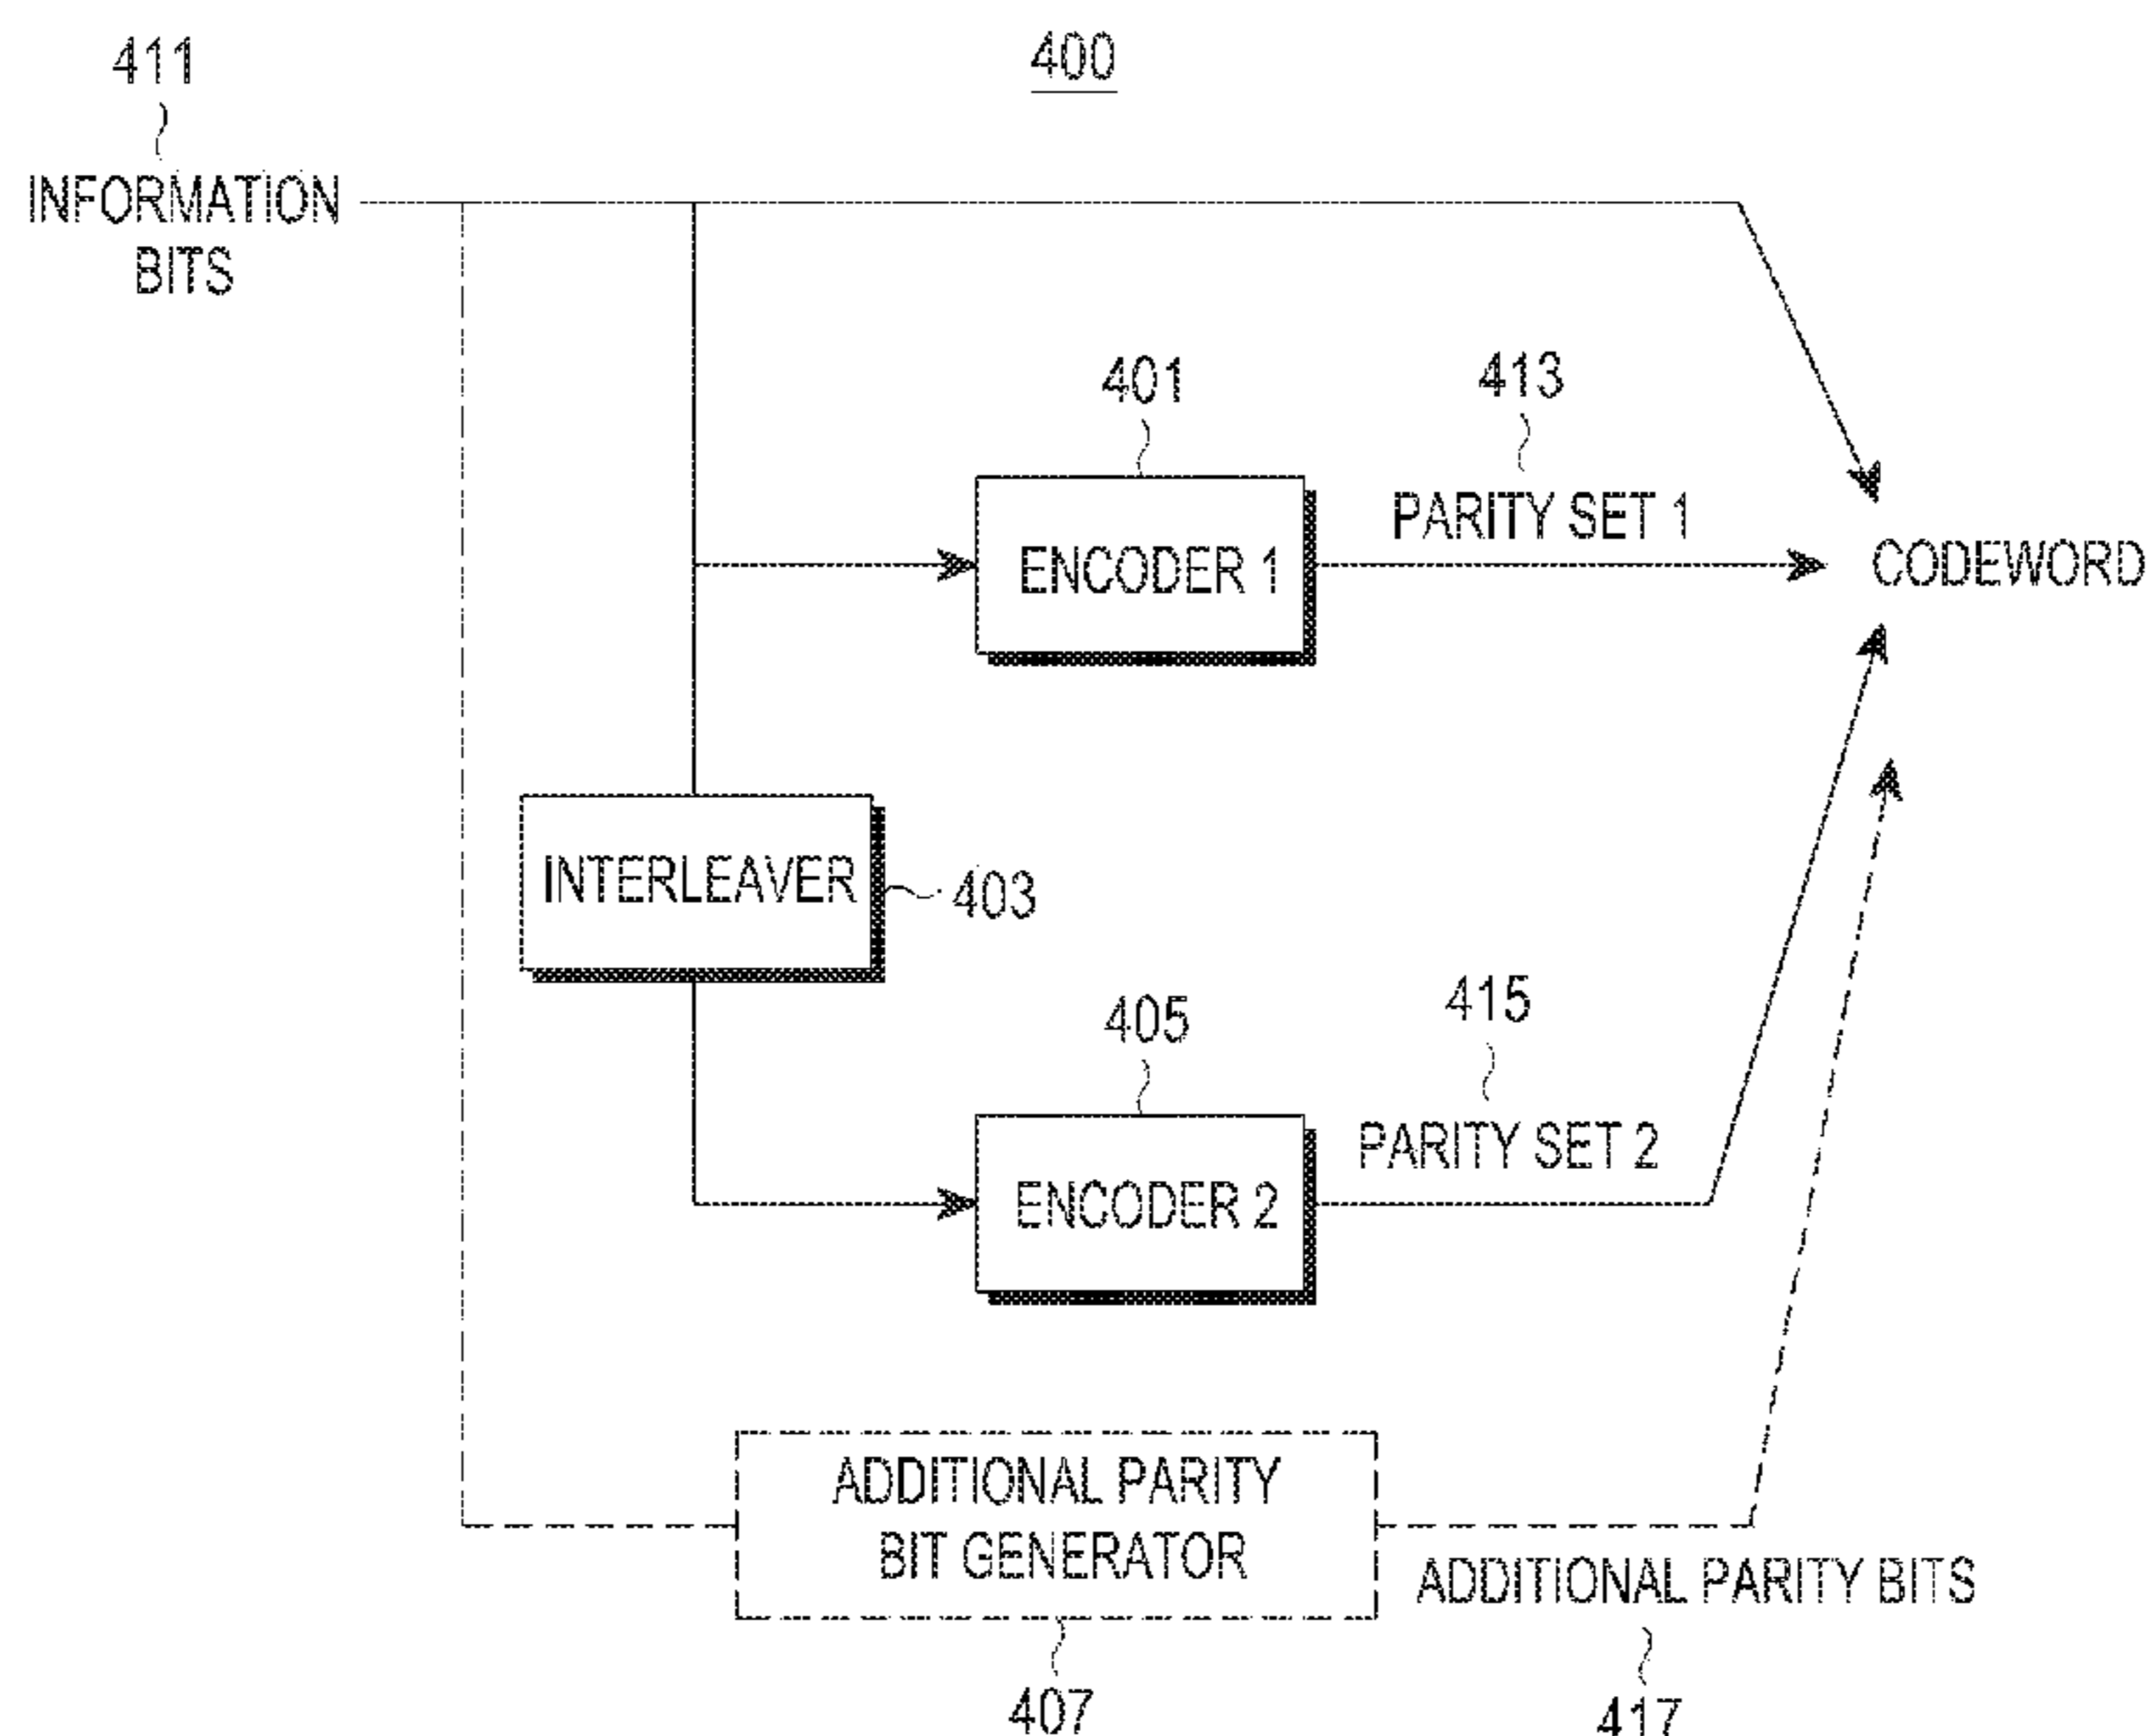 400
411
INFORMATION
BITS
401
413
ENCODER 1
PARITY SET 1
CODEWORD
INTERLEAVER
403
405
415
ENCODER 2
PARITY SET 2
ADDITIONAL PARITY
BIT GENERATOR
ADDITIONAL PARITY BITS
407
417